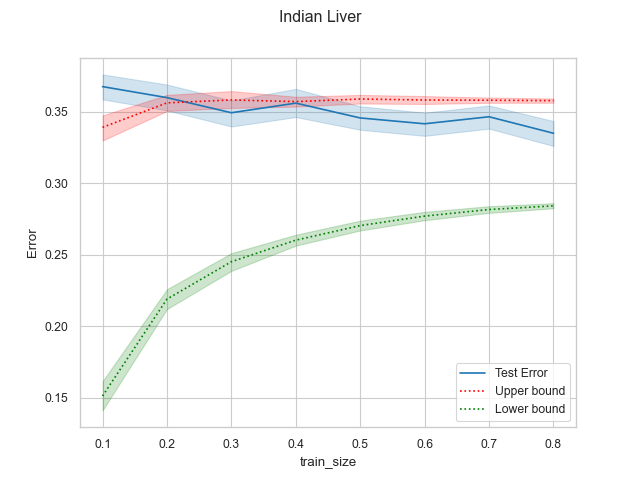 Indian Liver
Error
0.35
0.30
0.25
0.20
0.15
0.1 0.2 0.3 0.4 0.5 0.6 0.7 0.8
train_size
Test Error
Upper bound
Lower bound